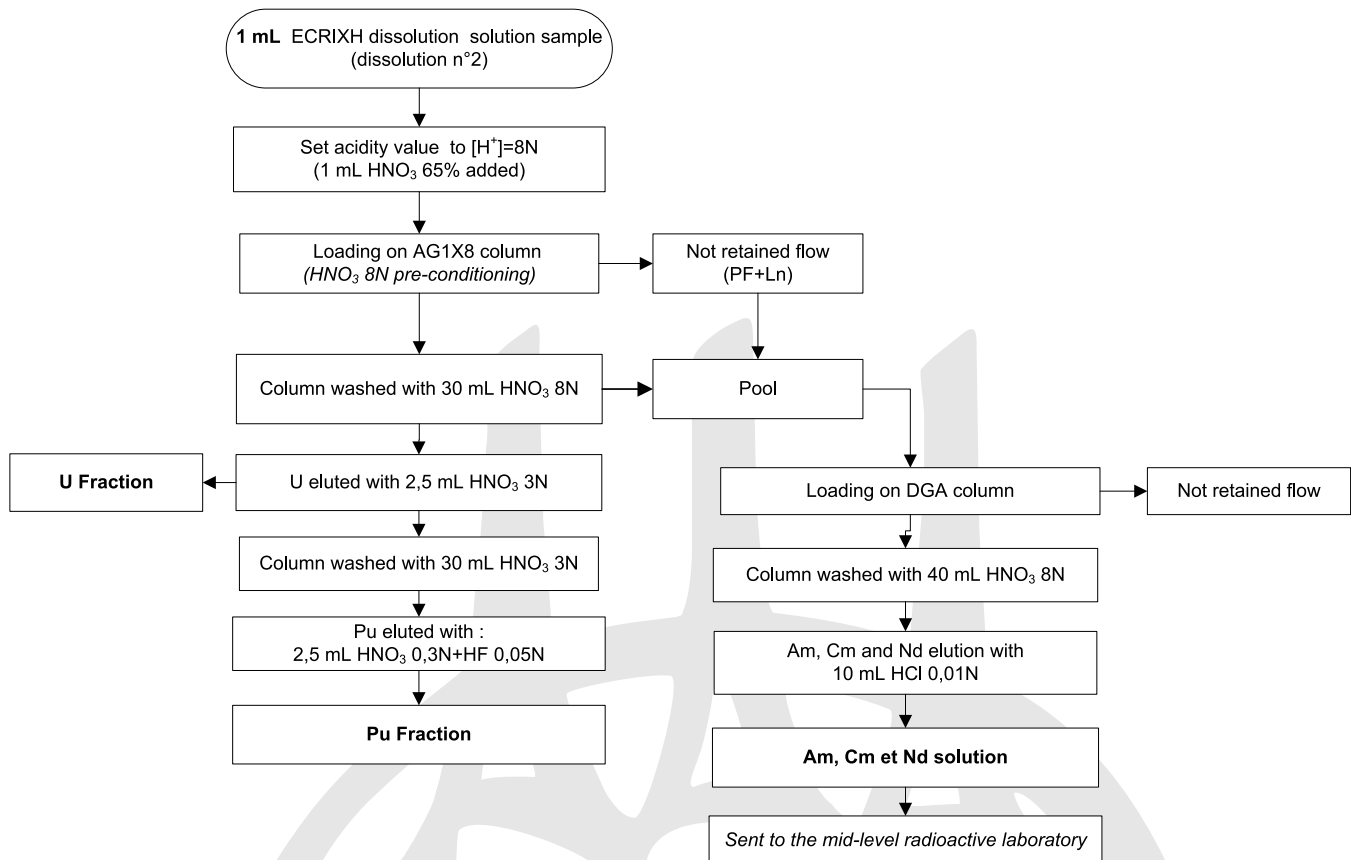 1 mL ECRIXH dissolution solution sample
(dissolution n°2)
Set acidity value to [H⁺]=8N
(1 mL HNO₃ 65% added)
Loading on AG1X8 column
(HNO₃ 8N pre-conditioning)
Not retained flow
(PF+Ln)
Column washed with 30 mL HNO₃ 8N
Pool
U Fraction
U eluted with 2,5 mL HNO₃ 3N
Loading on DGA column
Not retained flow
Column washed with 30 mL HNO₃ 3N
Column washed with 40 mL HNO₃ 8N
Pu eluted with :
2,5 mL HNO₃ 0,3N+HF 0,05N
Am, Cm and Nd elution with
10 mL HCl 0,01N
Pu Fraction
Am, Cm et Nd solution
Sent to the mid-level radioactive laboratory